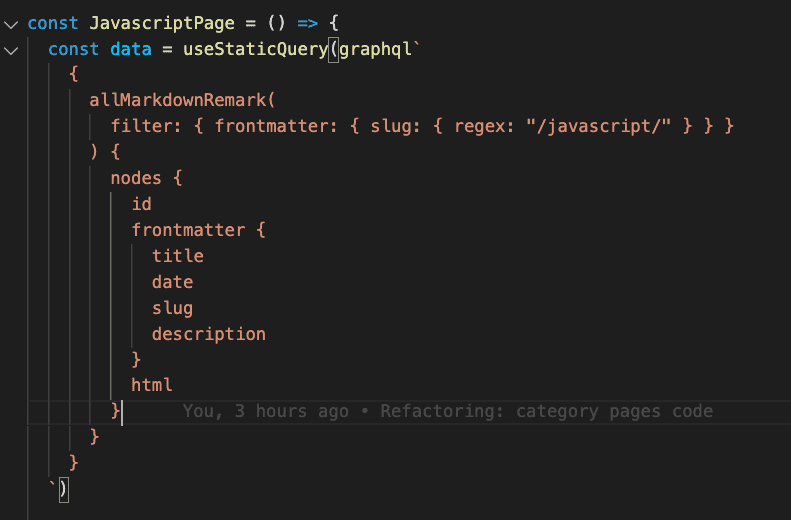 const JavascriptPage = () => {
  const data = useStaticQuery(graphql`
    {
      allMarkdownRemark(
        filter: { frontmatter: { slug: { regex: "/javascript/" } } }
      ) {
        nodes {
          id
          frontmatter {
            title
            date
            slug
            description
          }
          html
        }      You, 3 hours ago • Refactoring: category pages code
      }
    }
  `)